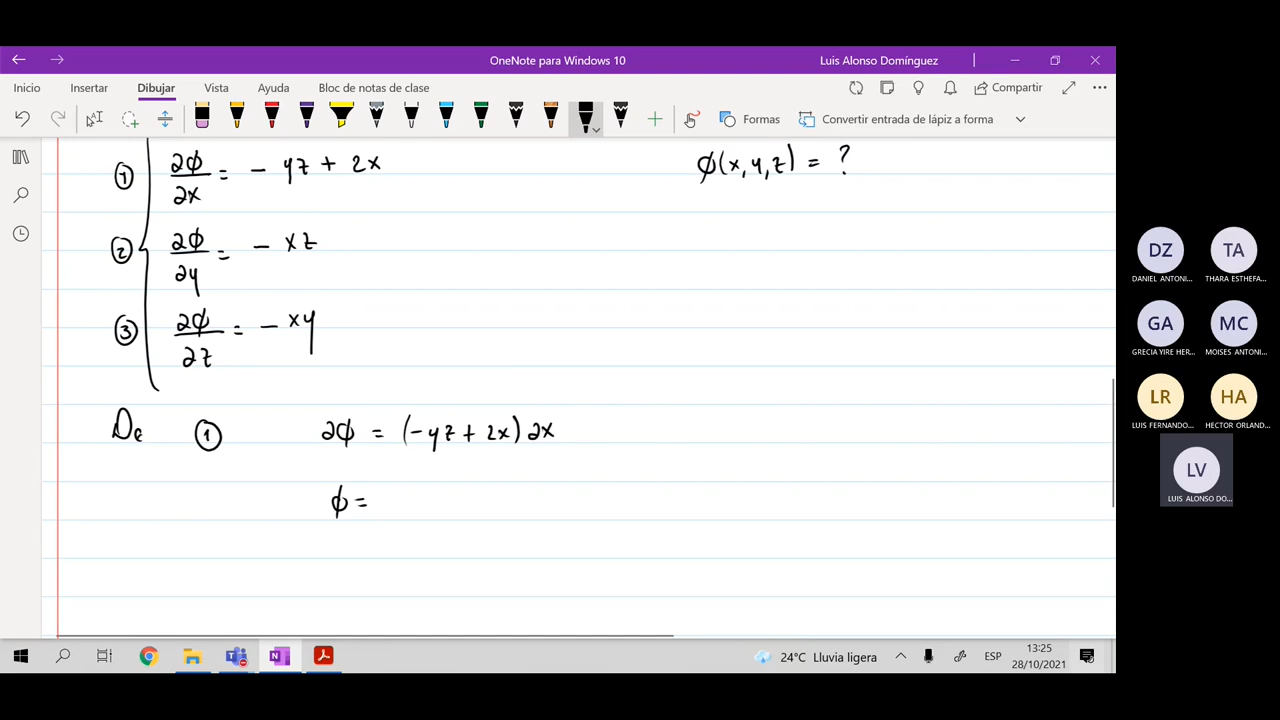 OneNote para Windows 10
Luis Alonso Domínguez
Inicio Insertar Dibujar Vista Ayuda Bloc de notas de clase
Compartir
Formas
Convertir entrada de lápiz a forma
① ∂ϕ/∂x = - yz + 2x
ϕ(x,y,z) = ?
② ∂ϕ/∂y = - xz
③ ∂ϕ/∂z = - xy
De ① ∂ϕ = (-yz + 2x)∂x
ϕ =
DZ
DANIEL ANTONI...
TA
THARA ESTHEFA...
GA
GRECIA YIRE HER...
MC
MOISES ANTONI...
LR
LUIS FERNANDO...
HA
HECTOR ORLAND...
LV
LUIS ALONSO DO...
24°C Lluvia ligera
ESP
13:25
28/10/2021